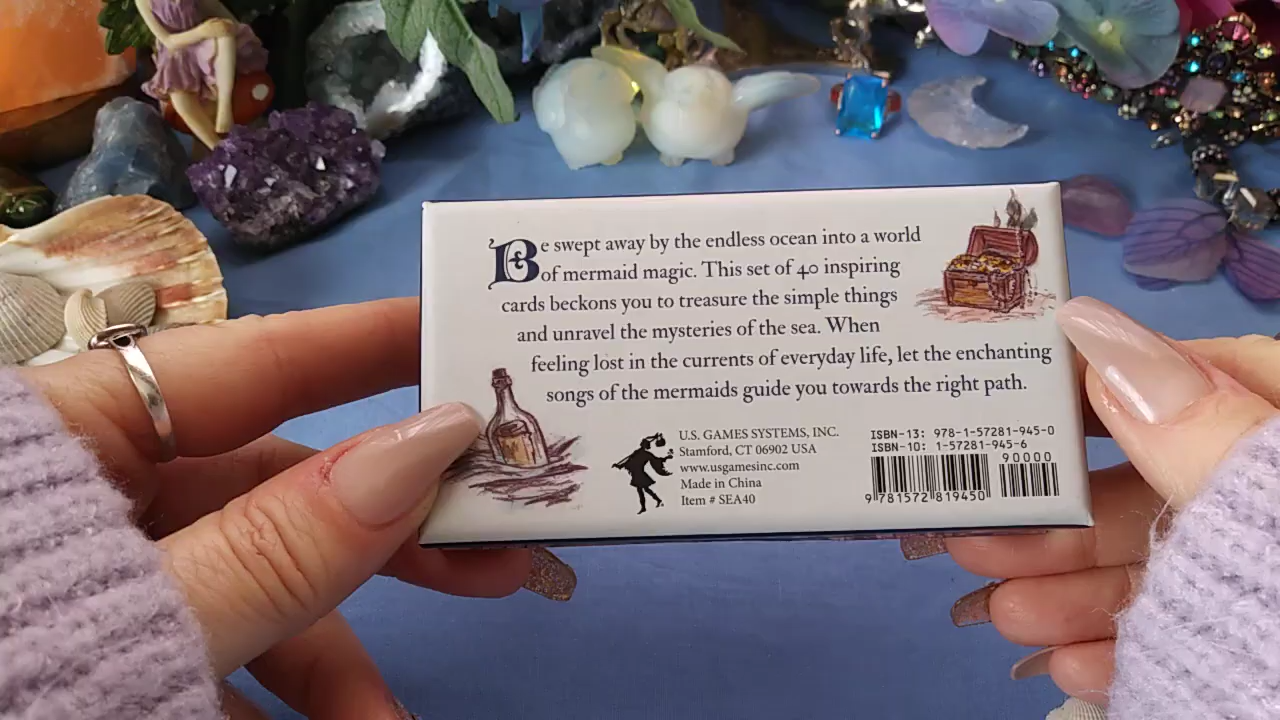 Be swept away by the endless ocean into a world
of mermaid magic. This set of 40 inspiring
cards beckons you to treasure the simple things
and unravel the mysteries of the sea. When
feeling lost in the currents of everyday life, let the enchanting
songs of the mermaids guide you towards the right path.
U.S. GAMES SYSTEMS, INC.
Stamford, CT 06902 USA
www.usgamesinc.com
Made in China
Item # SEA40
ISBN-13: 978-1-57281-945-0
ISBN-10: 1-57281-945-6
90000
9 781572 819450